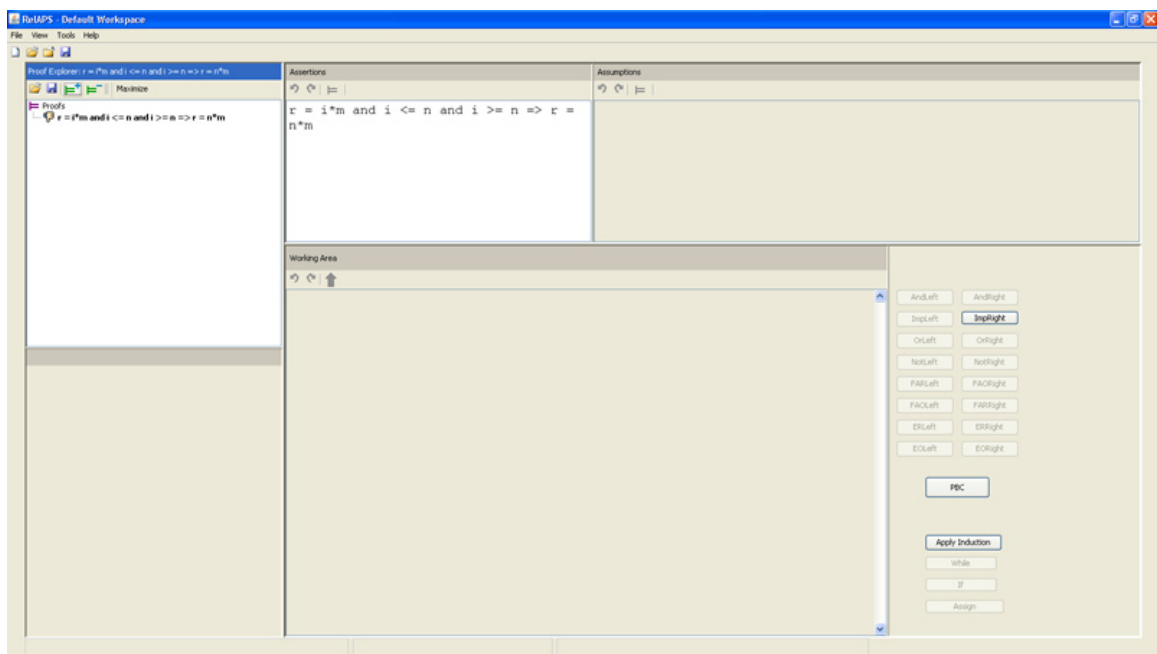 RelAPS - Default Workspace
File View Tools Help
Proof Explorer: r = i*m and i <= n and i >= n => r = n*m
Maximize
Proofs
r = i*m and i <= n and i >= n => r = n*m
Assertions
r = i*m and i <= n and i >= n => r =
n*m
Assumptions
Working Area
AndLeft AndRight
ImpLeft ImpRight
OrLeft OrRight
NotLeft NotRight
FARLeft FAORight
FAOLeft FARRight
ERLeft ERRight
EOLeft EORight
PBC
Apply Induction
While
If
Assign